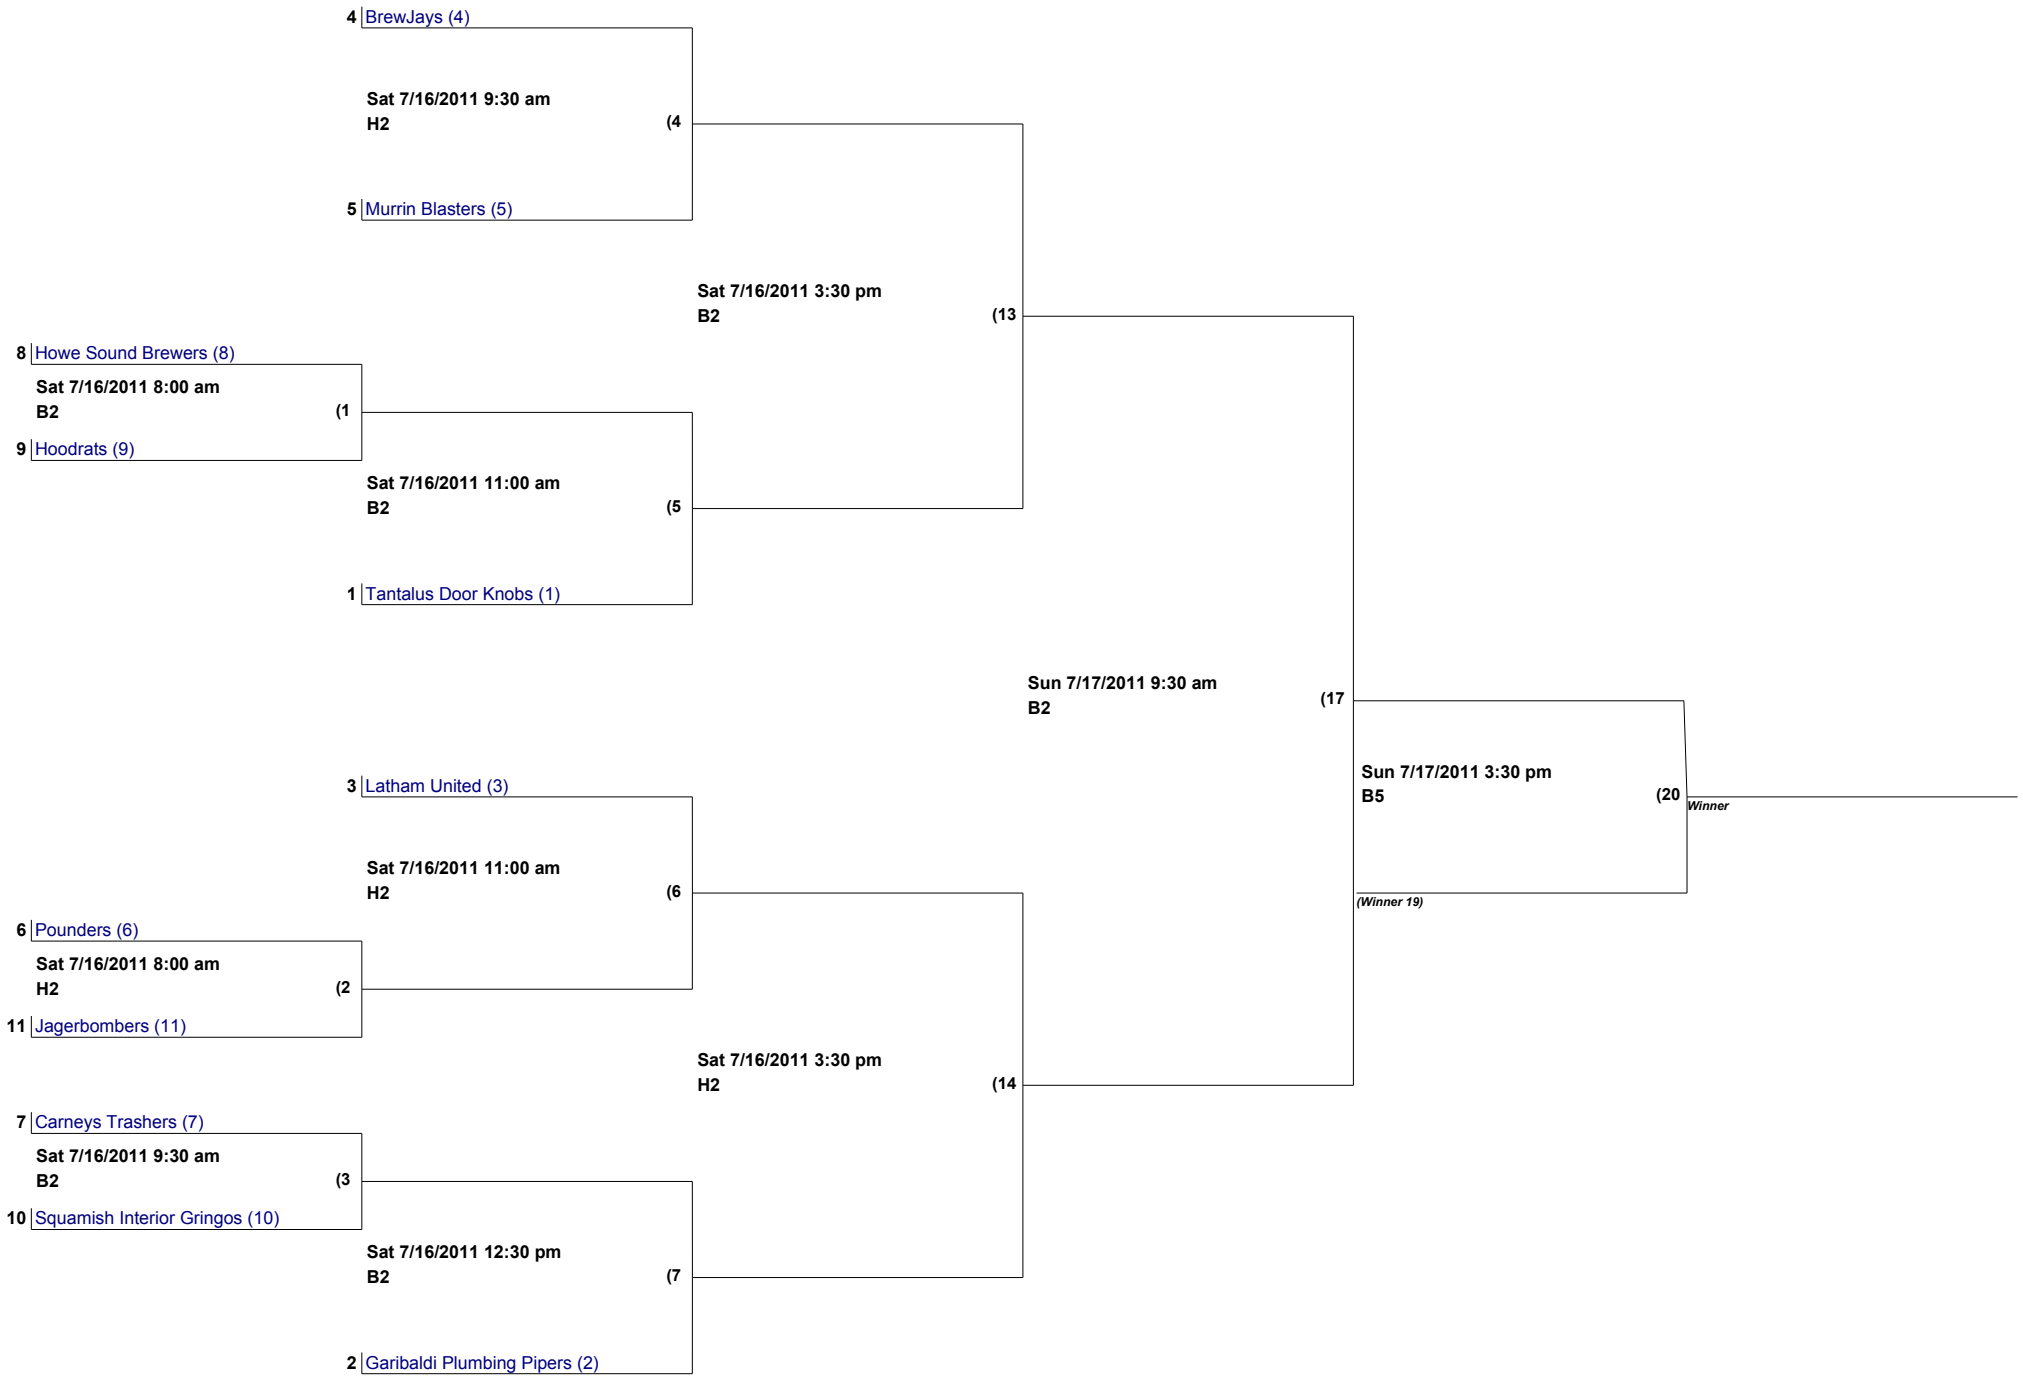 4 BrewJays (4)
Sat 7/16/2011 9:30 am
H2 (4
5 Murrin Blasters (5)
Sat 7/16/2011 3:30 pm
B2 (13
8 Howe Sound Brewers (8)
Sat 7/16/2011 8:00 am
B2 (1
9 Hoodrats (9)
Sat 7/16/2011 11:00 am
B2 (5
1 Tantalus Door Knobs (1)
Sun 7/17/2011 9:30 am
B2 (17
3 Latham United (3)
Sun 7/17/2011 3:30 pm
B5 (20
Winner
Sat 7/16/2011 11:00 am
H2 (6
(Winner 19)
6 Pounders (6)
Sat 7/16/2011 8:00 am
H2 (2
11 Jagerbombers (11)
Sat 7/16/2011 3:30 pm
H2 (14
7 Carneys Trashers (7)
Sat 7/16/2011 9:30 am
B2 (3
10 Squamish Interior Gringos (10)
Sat 7/16/2011 12:30 pm
B2 (7
2 Garibaldi Plumbing Pipers (2)